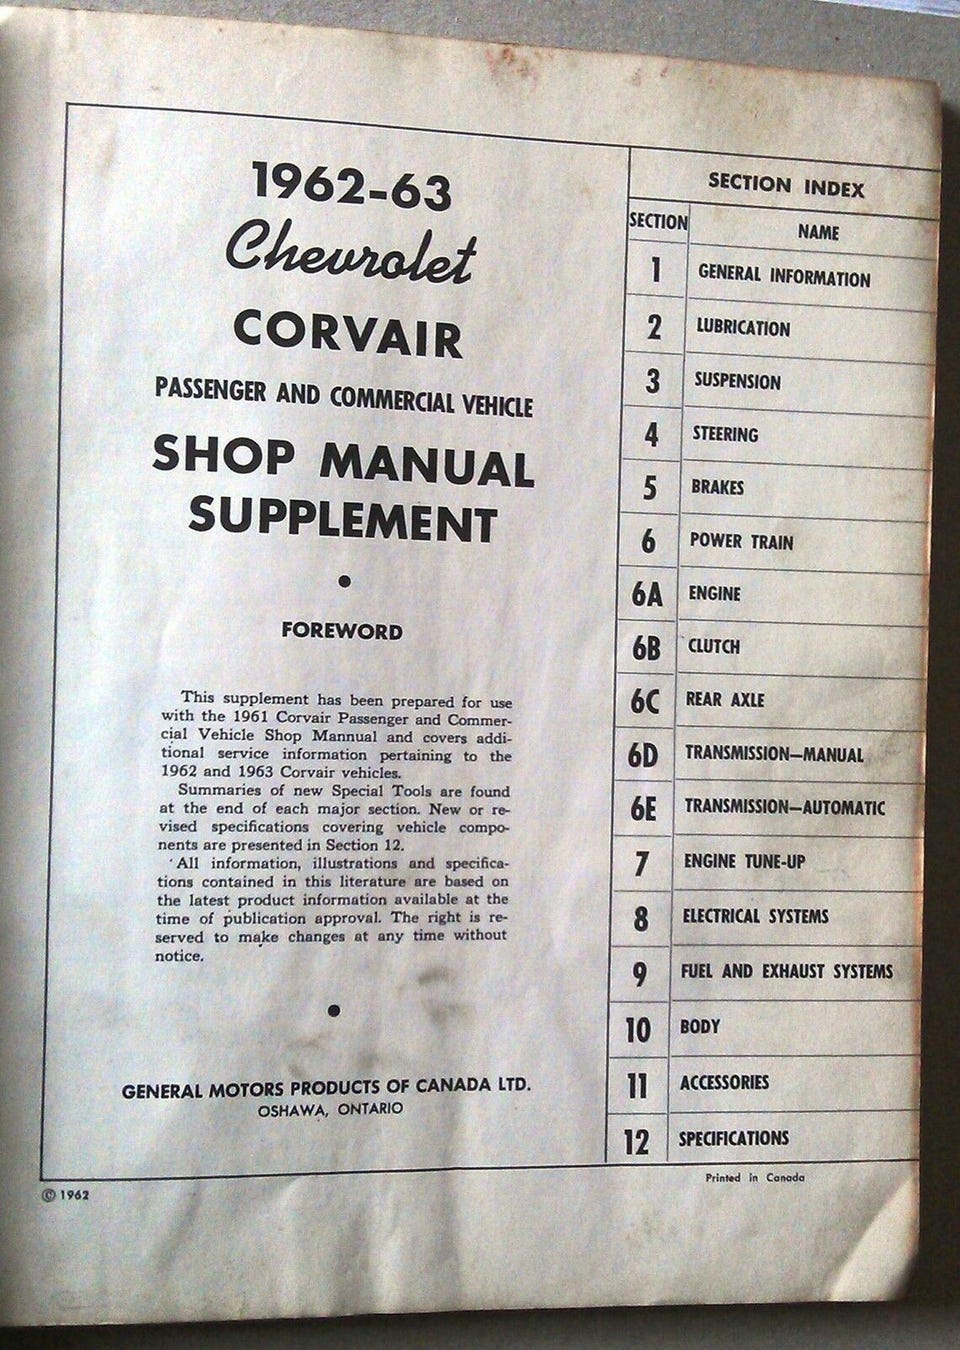 1962-63
Chevrolet
CORVAIR
PASSENGER AND COMMERCIAL VEHICLE
SHOP MANUAL
SUPPLEMENT
•
FOREWORD
This supplement has been prepared for use
with the 1961 Corvair Passenger and Commer-
cial Vehicle Shop Mannual and covers addi-
tional service information pertaining to the
1962 and 1963 Corvair vehicles.
Summaries of new Special Tools are found
at the end of each major section. New or re-
vised specifications covering vehicle compo-
nents are presented in Section 12.
All information, illustrations and specifica-
tions contained in this literature are based on
the latest product information available at the
time of publication approval. The right is re-
served to make changes at any time without
notice.
•
GENERAL MOTORS PRODUCTS OF CANADA LTD.
OSHAWA, ONTARIO
© 1962
SECTION INDEX
SECTION NAME
1 GENERAL INFORMATION
2 LUBRICATION
3 SUSPENSION
4 STEERING
5 BRAKES
6 POWER TRAIN
6A ENGINE
6B CLUTCH
6C REAR AXLE
6D TRANSMISSION—MANUAL
6E TRANSMISSION—AUTOMATIC
7 ENGINE TUNE-UP
8 ELECTRICAL SYSTEMS
9 FUEL AND EXHAUST SYSTEMS
10 BODY
11 ACCESSORIES
12 SPECIFICATIONS
Printed in Canada